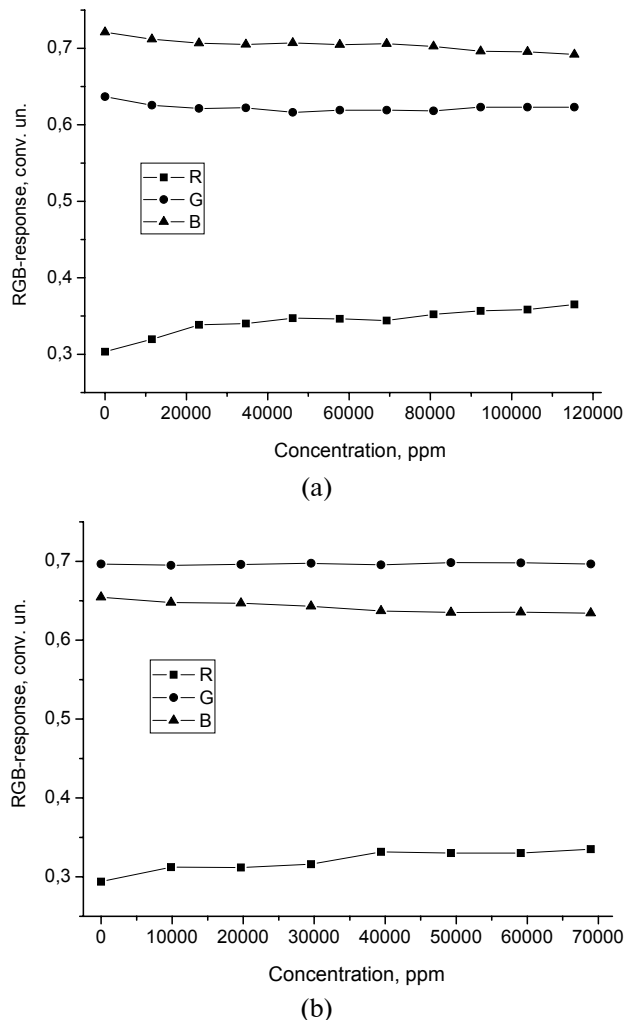 0,7
0,6
0,5
0,4
0,3
RGB-response, conv. un.
R
G
B
0 20000 40000 60000 80000 100000 120000
Concentration, ppm
(a)
0,7
0,6
0,5
0,4
0,3
RGB-response, conv. un.
R
G
B
0 10000 20000 30000 40000 50000 60000 70000
Concentration, ppm
(b)